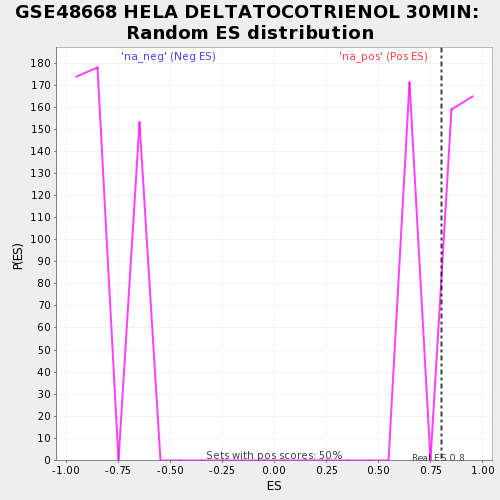 GSE48668 HELA DELTATOCOTRIENOL 30MIN:
Random ES distribution
'na_neg' (Neg ES)
'na_pos' (Pos ES)
180
170
160
150
140
130
120
110
100
90
80
70
60
50
40
30
20
10
0
P(ES)
Sets with pos scores: 50%
Real ES 0.8
-1.00 -0.75 -0.50 -0.25 0.00 0.25 0.50 0.75 1.00
ES